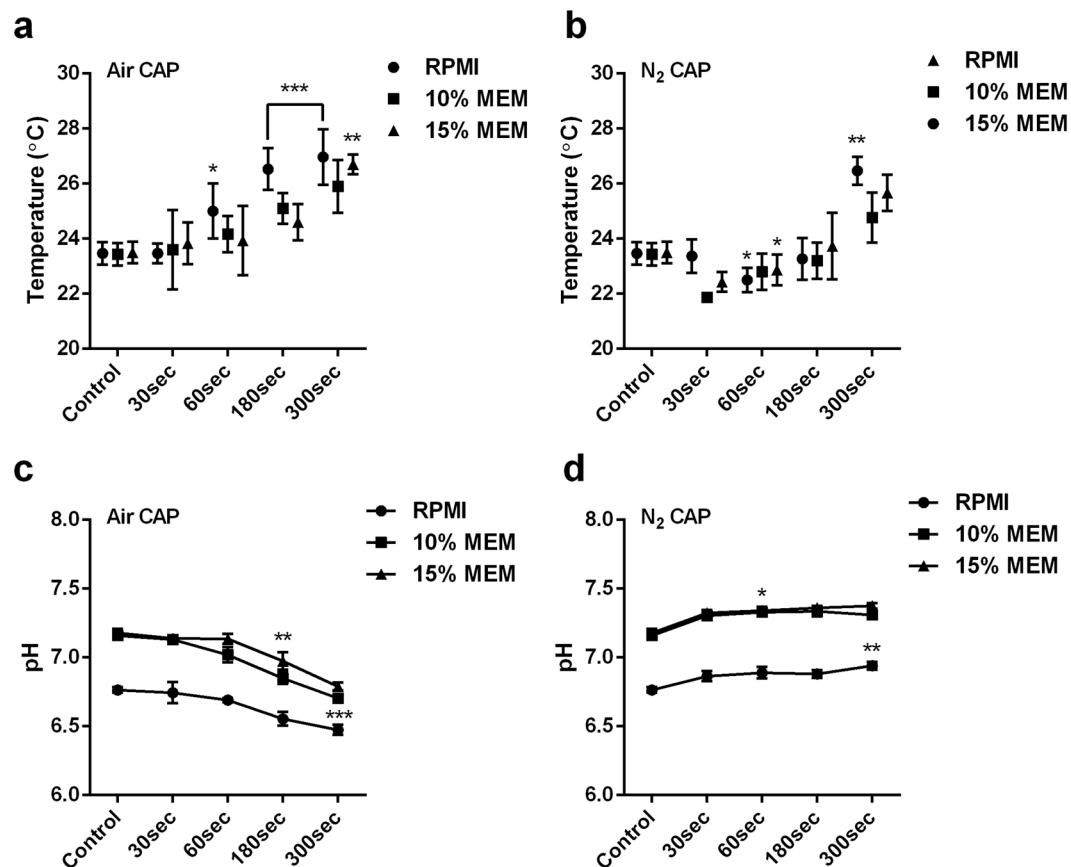 a
Air CAP
RPMI
10% MEM
15% MEM
***
*
**
Temperature (°C)
30
28
26
24
22
20
Control
30sec
60sec
180sec
300sec
b
N₂ CAP
RPMI
10% MEM
15% MEM
**
*
*
Temperature (°C)
30
28
26
24
22
20
Control
30sec
60sec
180sec
300sec
c
Air CAP
RPMI
10% MEM
15% MEM
**
***
pH
8.0
7.5
7.0
6.5
6.0
Control
30sec
60sec
180sec
300sec
d
N₂ CAP
RPMI
10% MEM
15% MEM
*
**
pH
8.0
7.5
7.0
6.5
6.0
Control
30sec
60sec
180sec
300sec